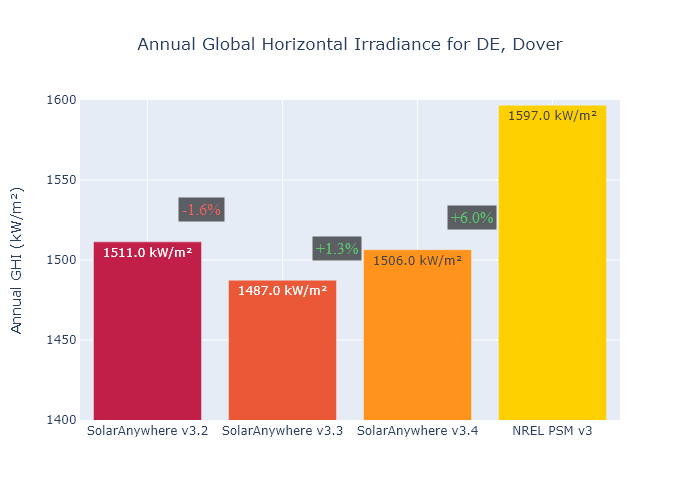 Annual Global Horizontal Irradiance for DE, Dover
Annual GHI (kW/m²)
1600
1550
1500
1450
1400
1511.0 kW/m²
1487.0 kW/m²
1506.0 kW/m²
1597.0 kW/m²
-1.6%
+1.3%
+6.0%
SolarAnywhere v3.2
SolarAnywhere v3.3
SolarAnywhere v3.4
NREL PSM v3